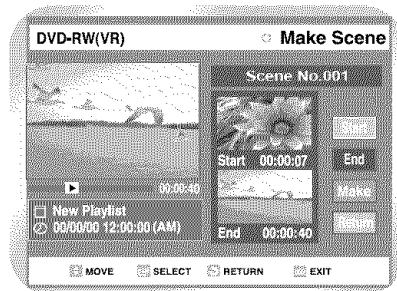 DVD-RW(VR)
Make Scene
Scene No.001
Start 00:00:07
Start
End
00:00:40
Make
New Playlist
Return
00/00/00 12:00:00 (AM)
End 00:00:40
MOVE SELECT RETURN EXIT